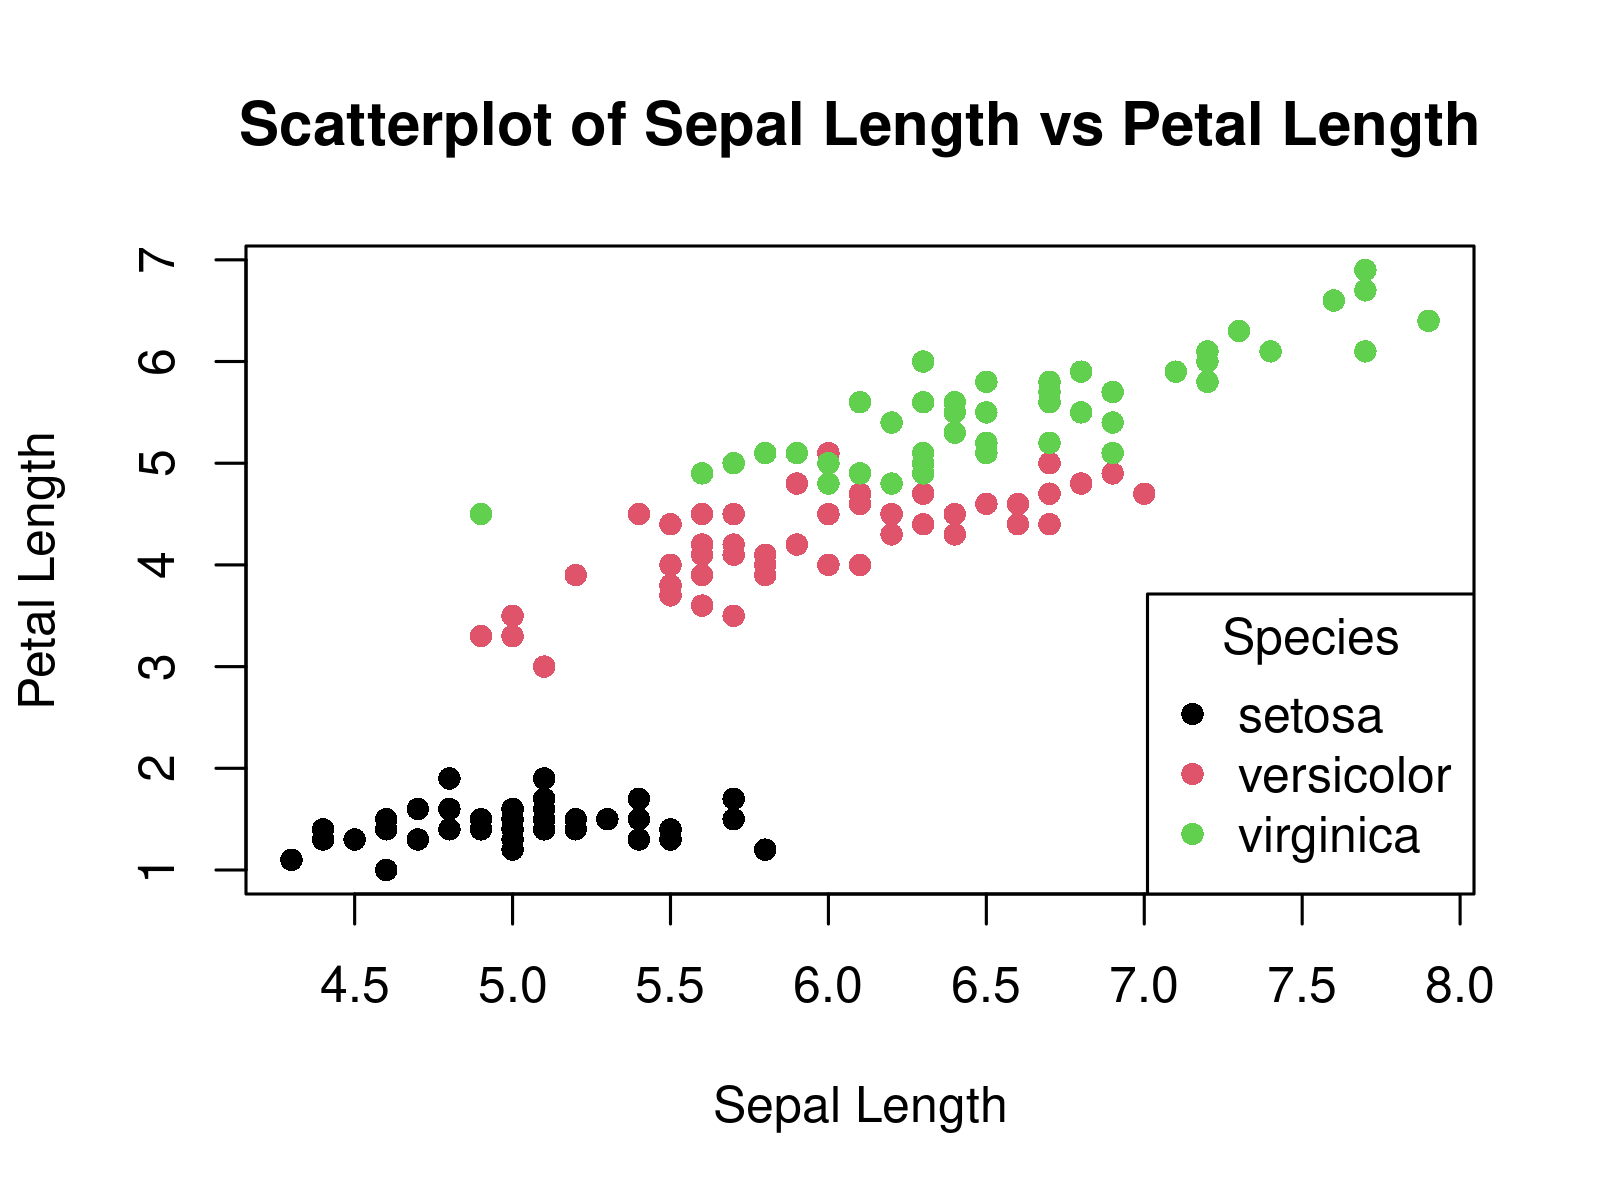 Scatterplot of Sepal Length vs Petal Length
Petal Length
7
6
5
4
3
2
1
Species
setosa
versicolor
virginica
4.5 5.0 5.5 6.0 6.5 7.0 7.5 8.0
Sepal Length